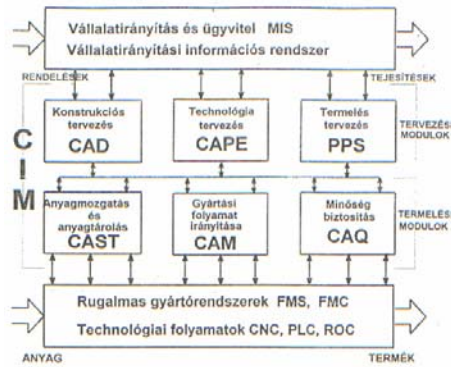 Vállalatirányítás és ügyvitel MIS
Vállalatirányítási információs rendszer
RENDELÉSEK
TEJESÍTÉSEK
Konstrukciós
tervezés
CAD
Technológia
tervezés
CAPE
Termelés
tervezés
PPS
TERVEZÉSI
MODULOK
CIM
Anyagmozgatás
és
anyagtárolás
CAST
Gyártási
folyamat
irányítása
CAM
Minőség
biztosítás
CAQ
TERMELÉSI
MODULOK
Rugalmas gyártórendszerek FMS, FMC
Technológiai folyamatok CNC, PLC, ROC
ANYAG
TERMÉK